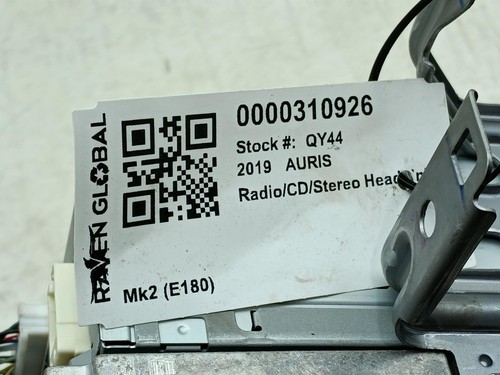 RAVEN GLOBAL
0000310926
Stock #: QY44
2019 AURIS
Radio/CD/Stereo Head
Mk2 (E180)